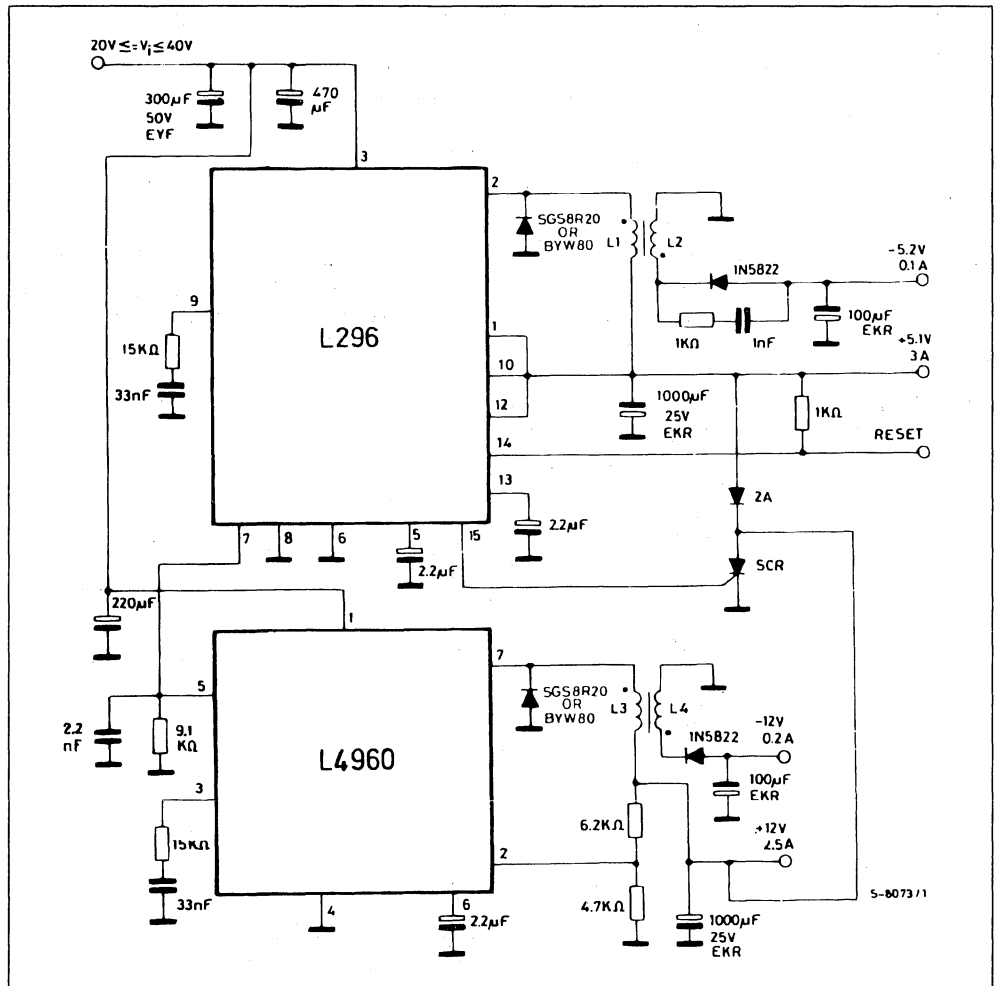 20V ≤=Vi≤ 40V
300µF
50V
EYF
470
µF
3
2
SGS8R20
OR
BYW80
L1
L2
-5.2V
0.1A
1N5822
9
L296
1KΩ
1nF
100µF
EKR
15KΩ
1
+5.1V
3A
10
33nF
12
1000µF
25V
EKR
1KΩ
14
RESET
13
2A
2.2µF
7
8
6
5
15
2.2µF
SCR
220µF
1
7
5
SGS8R20
OR
BYW80
L3
L4
-12V
0.2A
1N5822
2.2
nF
9.1
KΩ
L4960
100µF
EKR
3
6.2KΩ
+12V
2.5A
15KΩ
2
33nF
4
6
2.2µF
4.7KΩ
1000µF
25V
EKR
S-8073/1